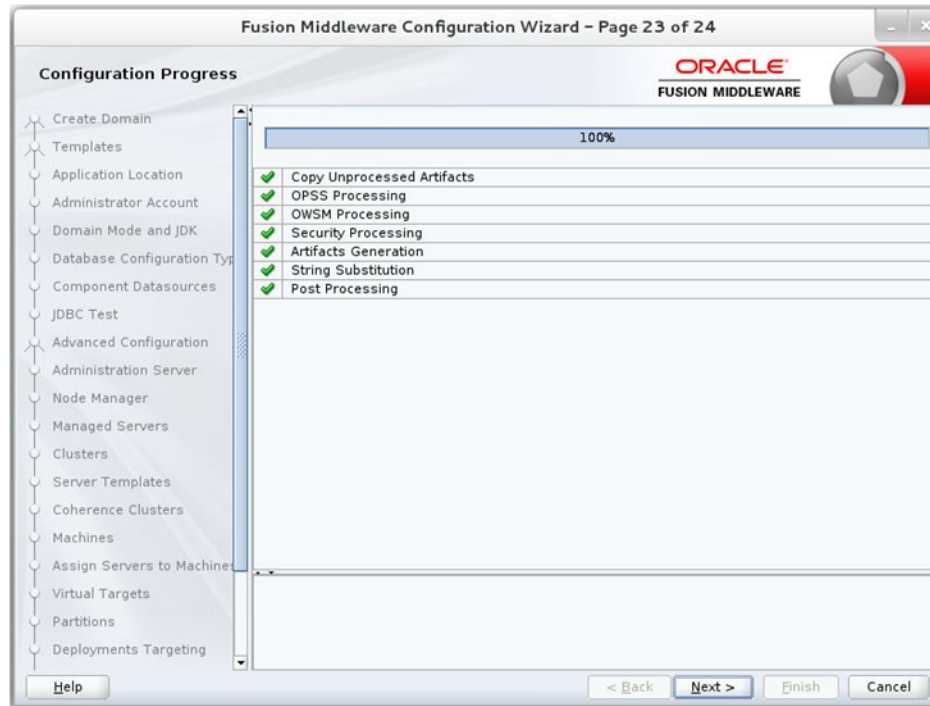 Fusion Middleware Configuration Wizard – Page 23 of 24
Configuration Progress
ORACLE
FUSION MIDDLEWARE
Create Domain
Templates
Application Location
Administrator Account
Domain Mode and JDK
Database Configuration Typ
Component Datasources
JDBC Test
Advanced Configuration
Administration Server
Node Manager
Managed Servers
Clusters
Server Templates
Coherence Clusters
Machines
Assign Servers to Machines
Virtual Targets
Partitions
Deployments Targeting
100%
Copy Unprocessed Artifacts
OPSS Processing
OWSM Processing
Security Processing
Artifacts Generation
String Substitution
Post Processing
Help
< Back
Next >
Finish
Cancel